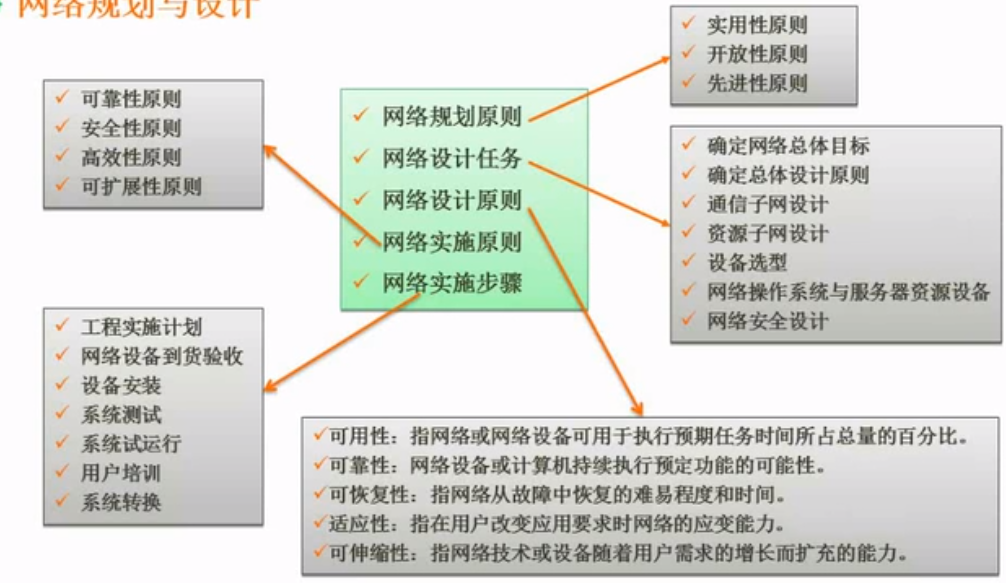 网络规划与设计
实用性原则
开放性原则
先进性原则
可靠性原则
安全性原则
高效性原则
可扩展性原则
网络规划原则
网络设计任务
网络设计原则
网络实施原则
网络实施步骤
确定网络总体目标
确定总体设计原则
通信子网设计
资源子网设计
设备选型
网络操作系统与服务器资源设备
网络安全设计
工程实施计划
网络设备到货验收
设备安装
系统测试
系统试运行
用户培训
系统转换
可用性：指网络或网络设备可用于执行预期任务时间所占总量的百分比。
可靠性：网络设备或计算机持续执行预定功能的可能性。
可恢复性：指网络从故障中恢复的难易程度和时间。
适应性：指在用户改变应用要求时网络的应变能力。
可伸缩性：指网络技术或设备随着用户需求的增长而扩充的能力。